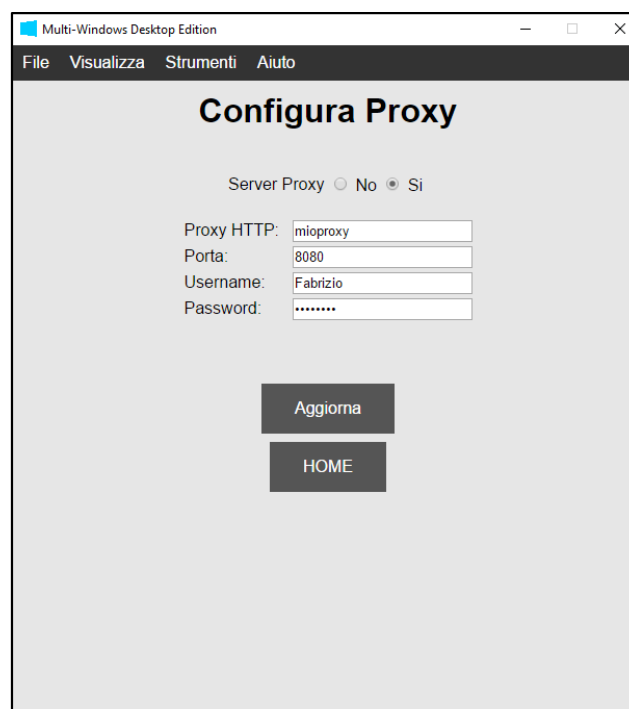 Multi-Windows Desktop Edition
File Visualizza Strumenti Aiuto
Configura Proxy
Server Proxy No Si
Proxy HTTP: mioproxy
Porta: 8080
Username: Fabrizio
Password: ••••••••
Aggiorna
HOME